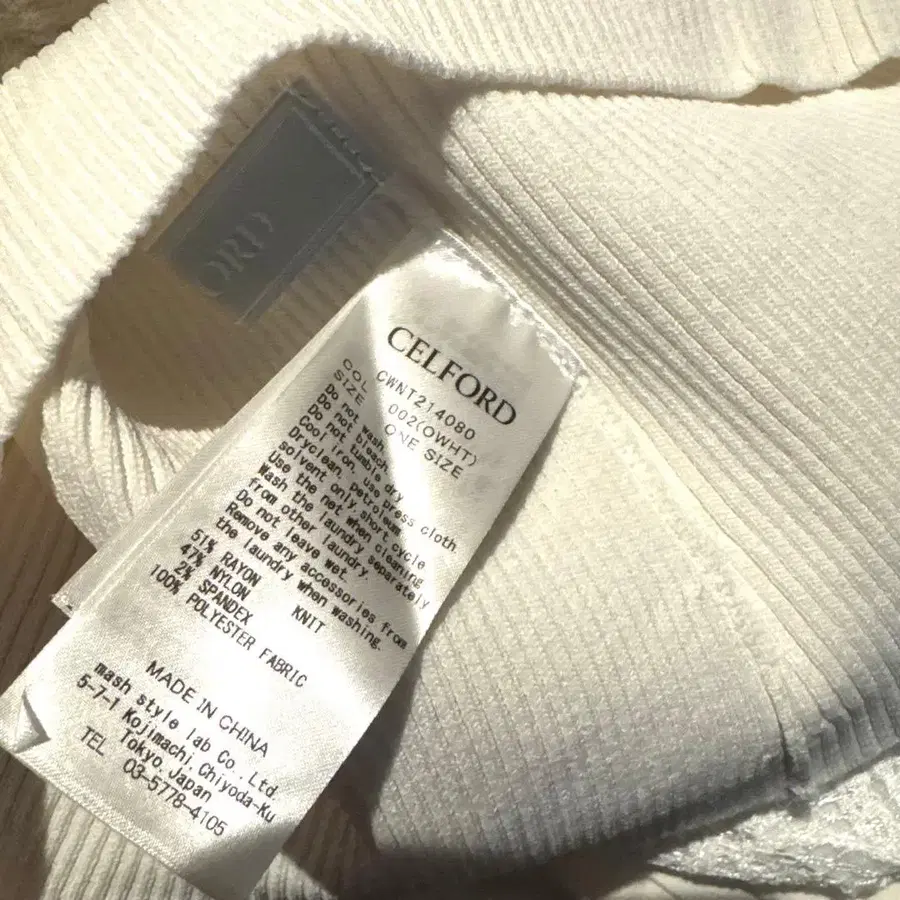 ORD
CELFORD
CWNT214080
COL 002(OWHT)
SIZE ONE SIZE
Do not wash
Do not bleach
Do not tumble dry
Cool iron, use press cloth
Dryclean, petroleum
solvent only,short cycle
Use the net when cleaning
Wash the laundry separately
from other laundry.
Do not leave wet.
Remove any accessories from
the laundry when washing.
51% RAYON
47% NYLON KNIT
2% SPANDEX
100% POLYESTER FABRIC
MADE IN CHINA
mash style lab Co.,Ltd
5-7-1 Kojimachi,Chiyoda-Ku
Tokyo,Japan
TEL 03-5778-4105